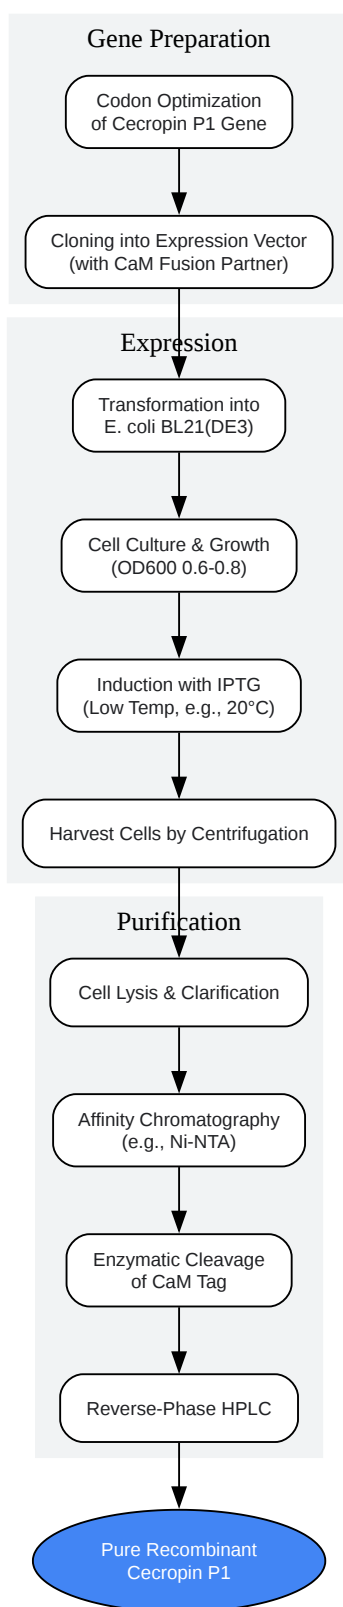 Gene Preparation
Codon Optimization
of Cecropin P1 Gene
Cloning into Expression Vector
(with CaM Fusion Partner)
Expression
Transformation into
E. coli BL21(DE3)
Cell Culture & Growth
(OD600 0.6-0.8)
Induction with IPTG
(Low Temp, e.g., 20°C)
Harvest Cells by Centrifugation
Purification
Cell Lysis & Clarification
Affinity Chromatography
(e.g., Ni-NTA)
Enzymatic Cleavage
of CaM Tag
Reverse-Phase HPLC
Pure Recombinant
Cecropin P1